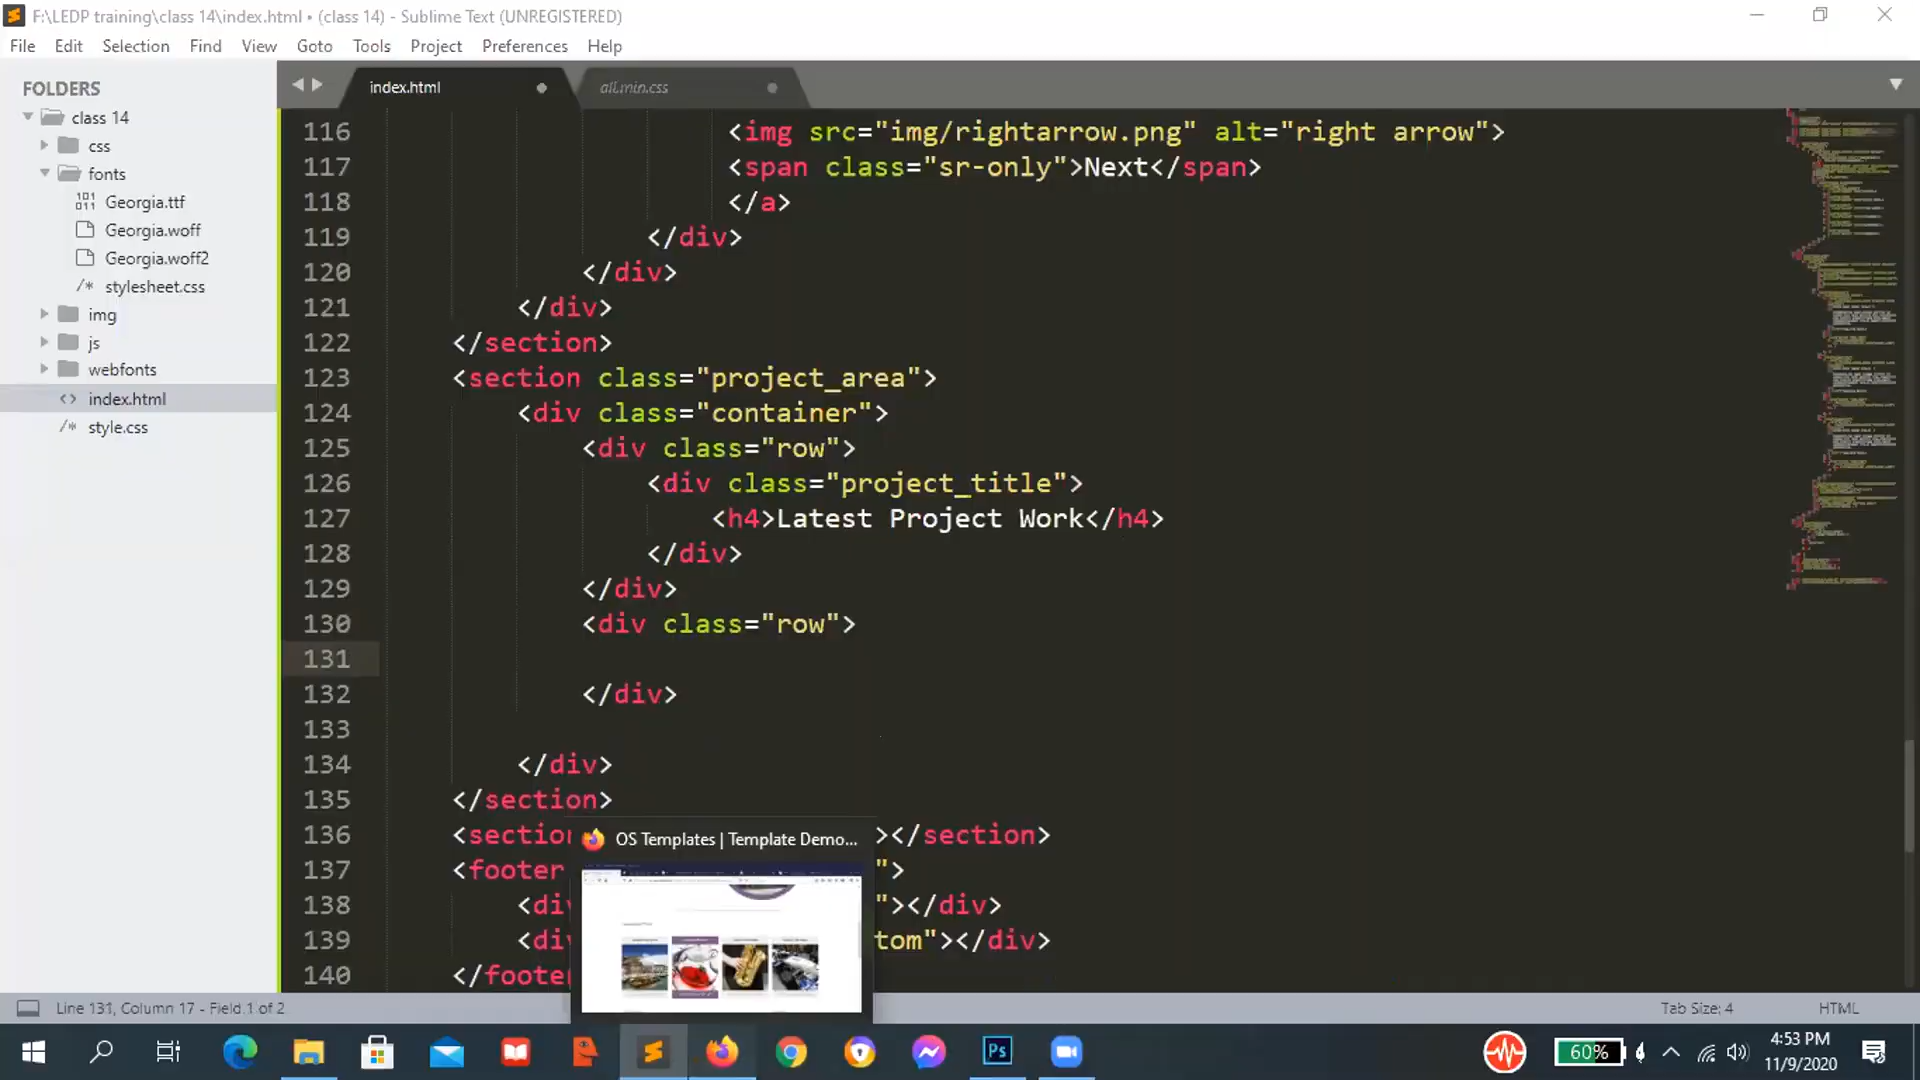 F:\LEDP training\class 14\index.html • (class 14) - Sublime Text (UNREGISTERED)
File Edit Selection Find View Goto Tools Project Preferences Help
FOLDERS
class 14
css
fonts
Georgia.ttf
Georgia.woff
Georgia.woff2
stylesheet.css
img
js
webfonts
index.html
style.css
index.html all.min.css
116 <img src="img/rightarrow.png" alt="right arrow">
117 <span class="sr-only">Next</span>
118 </a>
119 </div>
120 </div>
121 </div>
122 </section>
123 <section class="project_area">
124 <div class="container">
125 <div class="row">
126 <div class="project_title">
127 <h4>Latest Project Work</h4>
128 </div>
129 </div>
130 <div class="row">
131
132 </div>
133
134 </div>
135 </section>
136 <section ></section>
137 <footer ">
138 <div "></div>
139 <div tom"></div>
140 </footer
OS Templates | Template Demo...
Line 131, Column 17 - Field 1 of 2 Tab Size: 4 HTML
Ps
60%
4:53 PM
11/9/2020